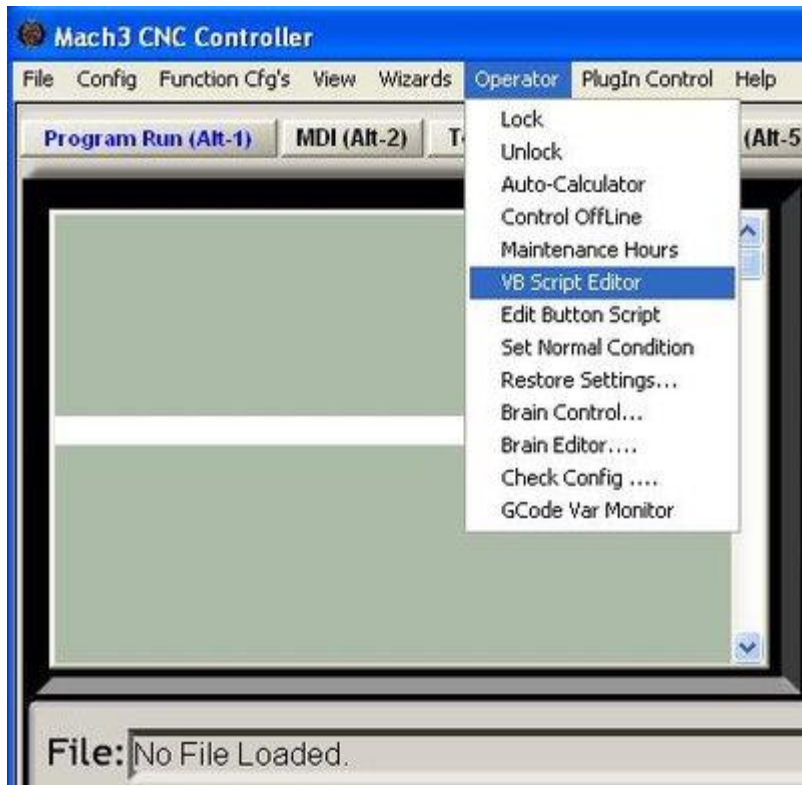 Mach3 CNC Controller
File Config Function Cfg's View Wizards Operator PlugIn Control Help
Program Run (Alt-1) MDI (Alt-2) (Alt-5
Lock
Unlock
Auto-Calculator
Control OffLine
Maintenance Hours
VB Script Editor
Edit Button Script
Set Normal Condition
Restore Settings...
Brain Control...
Brain Editor....
Check Config ....
GCode Var Monitor
File: No File Loaded.